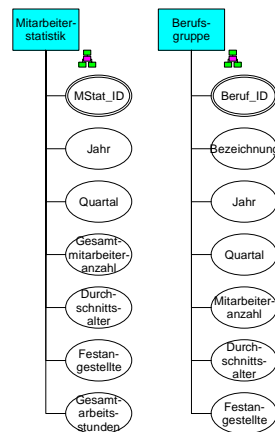 Mitarbeiter-
statistik
MStat_ID
Jahr
Quartal
Gesamt-
mitarbeiter-
anzahl
Durch-
schnitts-
alter
Festan-
gestellte
Gesamt-
arbeits-
stunden
Berufs-
gruppe
Beruf_ID
Bezeichnung
Jahr
Quartal
Mitarbeiter-
anzahl
Durch-
schnitts-
alter
Festan-
gestellte